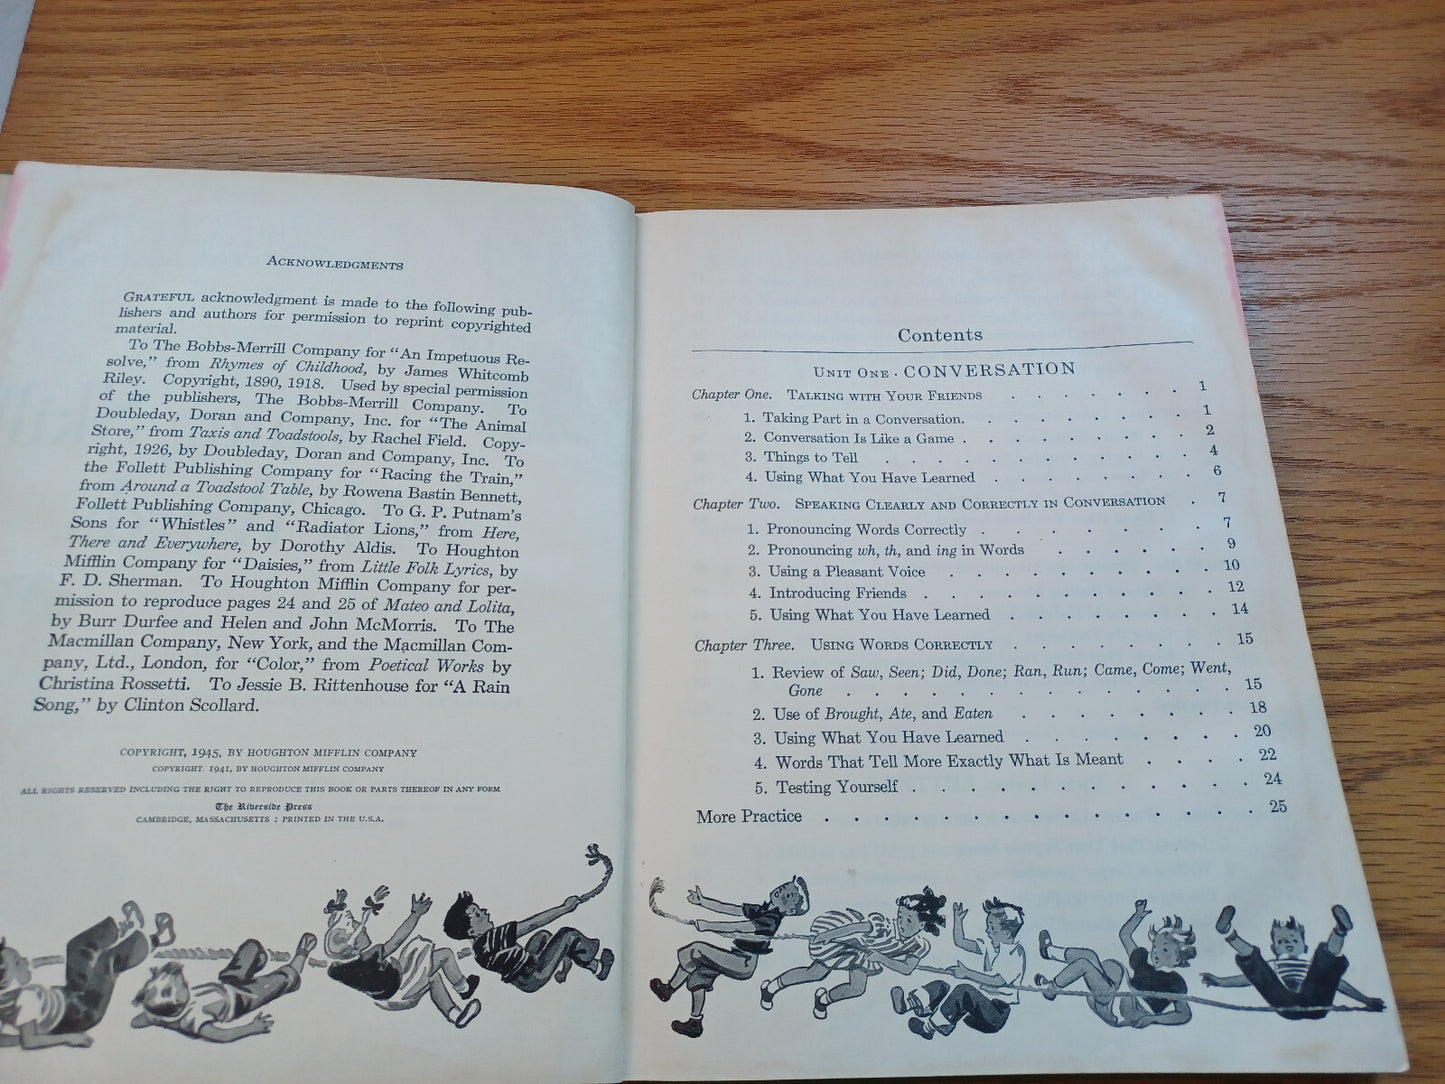 ACKNOWLEDGMENTS
GRATEFUL acknowledgment is made to the following pub-
lishers and authors for permission to reprint copyrighted
material.
To The Bobbs-Merrill Company for "An Impetuous Re-
solve," from Rhymes of Childhood, by James Whitcomb
Riley. Copyright, 1890, 1918. Used by special permission
of the publishers, The Bobbs-Merrill Company. To
Doubleday, Doran and Company, Inc. for "The Animal
Store," from Taxis and Toadstools, by Rachel Field. Copy-
right, 1926, by Doubleday, Doran and Company, Inc. To
the Follett Publishing Company for "Racing the Train,"
from Around a Toadstool Table, by Rowena Bastin Bennett,
Follett Publishing Company, Chicago. To G. P. Putnam's
Sons for "Whistles" and "Radiator Lions," from Here,
There and Everywhere, by Dorothy Aldis. To Houghton
Mifflin Company for "Daisies," from Little Folk Lyrics, by
F. D. Sherman. To Houghton Mifflin Company for per-
mission to reproduce pages 24 and 25 of Mateo and Lolita,
by Burr Durfee and Helen and John McMorris. To The
Macmillan Company, New York, and the Macmillan Com-
pany, Ltd., London, for "Color," from Poetical Works by
Christina Rossetti. To Jessie B. Rittenhouse for "A Rain
Song," by Clinton Scollard.
COPYRIGHT, 1945, BY HOUGHTON MIFFLIN COMPANY
COPYRIGHT. 1941, BY HOUGHTON MIFFLIN COMPANY
ALL RIGHTS RESERVED INCLUDING THE RIGHT TO REPRODUCE THIS BOOK OR PARTS THEREOF IN ANY FORM
The Riverside Press
CAMBRIDGE, MASSACHUSETTS : PRINTED IN THE U.S.A.
Contents
UNIT ONE · CONVERSATION
Chapter One. TALKING WITH YOUR FRIENDS . . . . . . . 1
1. Taking Part in a Conversation. . . . . . . . . . 1
2. Conversation Is Like a Game . . . . . . . . . . 2
3. Things to Tell . . . . . . . . . . . . . 4
4. Using What You Have Learned . . . . . . . . . 6
Chapter Two. SPEAKING CLEARLY AND CORRECTLY IN CONVERSATION . 7
1. Pronouncing Words Correctly . . . . . . . . . 7
2. Pronouncing wh, th, and ing in Words . . . . . . . 9
3. Using a Pleasant Voice . . . . . . . . . . 10
4. Introducing Friends . . . . . . . . . . . 12
5. Using What You Have Learned . . . . . . . . 14
Chapter Three. USING WORDS CORRECTLY . . . . . . . . 15
1. Review of Saw, Seen; Did, Done; Ran, Run; Came, Come; Went,
Gone . . . . . . . . . . . . . 15
2. Use of Brought, Ate, and Eaten . . . . . . . . 18
3. Using What You Have Learned . . . . . . . . 20
4. Words That Tell More Exactly What Is Meant . . . . 22
5. Testing Yourself . . . . . . . . . . . . 24
More Practice . . . . . . . . . . . . . . . 25